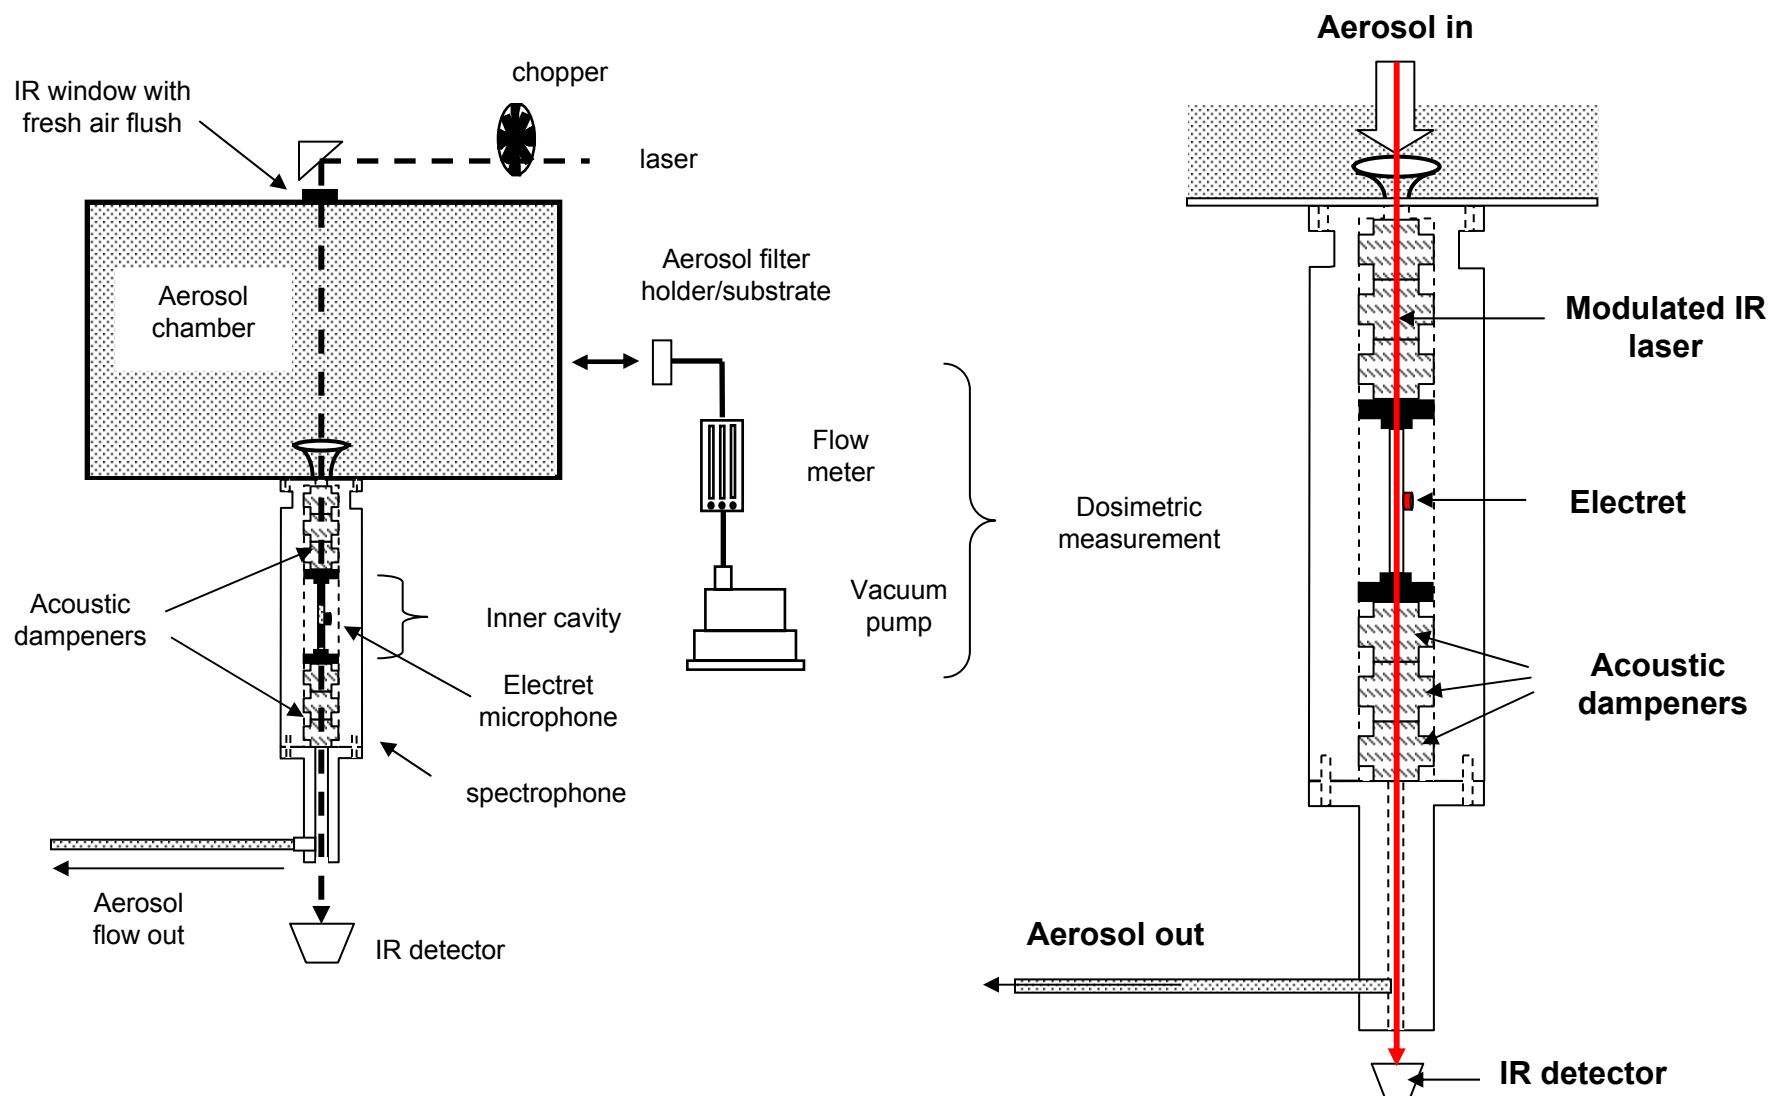 chopper
IR window with
fresh air flush
laser
Aerosol
chamber
Aerosol filter
holder/substrate
Flow
meter
Vacuum
pump
Dosimetric
measurement
Acoustic
dampeners
Inner cavity
Electret
microphone
spectrophone
Aerosol
flow out
IR detector
Aerosol in
Modulated IR
laser
Electret
Acoustic
dampeners
Aerosol out
IR detector